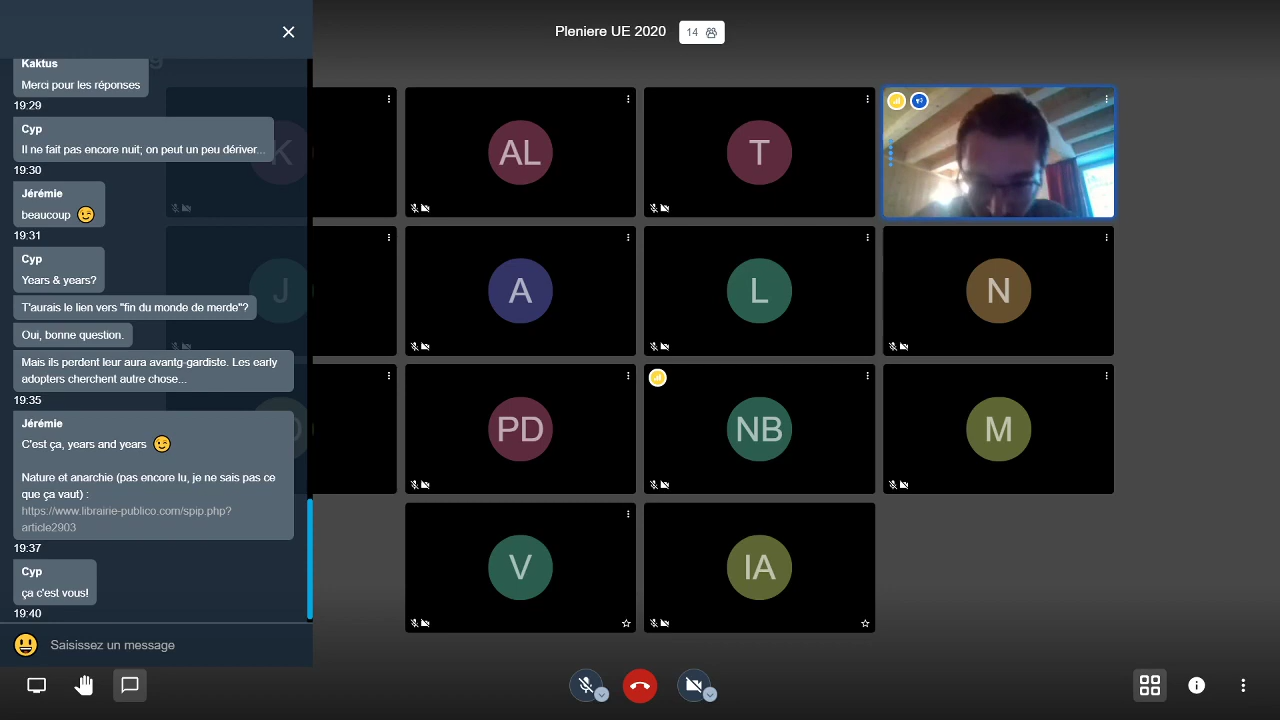 Pleniere UE 2020
14
Kaktus
Merci pour les réponses
19:29
Cyp
Il ne fait pas encore nuit; on peut un peu dériver...
19:30
Jérémie
beaucoup
19:31
Cyp
Years & years?
T'aurais le lien vers "fin du monde de merde"?
Oui, bonne question.
Mais ils perdent leur aura avantg-gardiste. Les early
adopters cherchent autre chose...
19:35
Jérémie
C'est ça, years and years
Nature et anarchie (pas encore lu, je ne sais pas ce
que ça vaut) :
https://www.librairie-publico.com/spip.php?
article2903
19:37
Cyp
ça c'est vous!
19:40
Saisissez un message
K
AL
T
J
A
L
N
PD
NB
M
V
IA